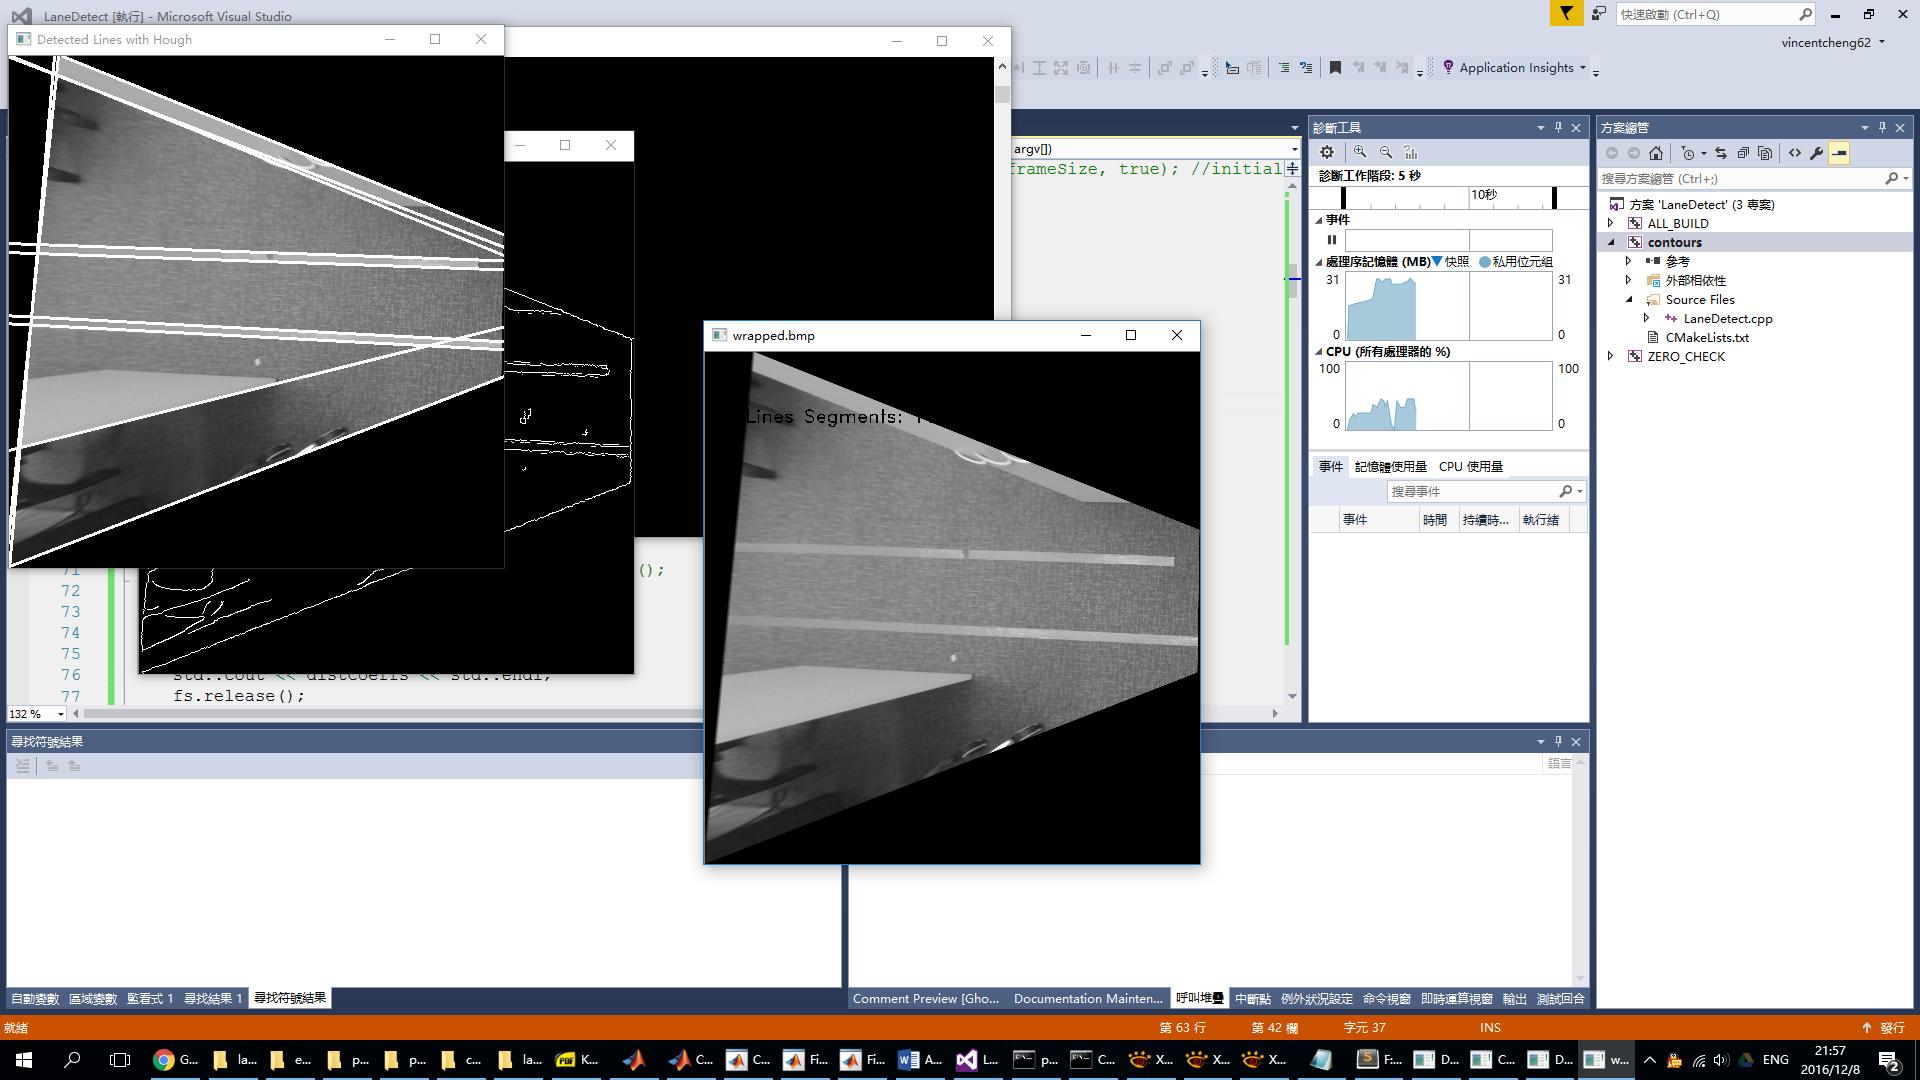 LaneDetect [執行] - Microsoft Visual Studio
快速啟動 (Ctrl+Q)
vincentcheng62
Detected Lines with Hough
Application Insights
argv[])
frameSize, true); //initial
診斷工具
診斷工作階段: 5 秒
10秒
事件
處理序記憶體 (MB)
快照
私用位元組
31
31
0
0
CPU (所有處理器的 %)
100
100
0
0
事件
記憶體使用量
CPU 使用量
搜尋事件
事件
時間
持續時...
執行緒
方案總管
搜尋方案總管 (Ctrl+;)
方案 'LaneDetect' (3 專案)
ALL_BUILD
contours
參考
外部相依性
Source Files
LaneDetect.cpp
CMakeLists.txt
ZERO_CHECK
wrapped.bmp
Lines Segments:
71
();
72
73
74
75
76
std::cout << distCoeffs << std::endl;
77
fs.release();
132 %
尋找符號結果
語言
自動變數
區域變數
監看式 1
尋找結果 1
尋找符號結果
Comment Preview [Gho...
Documentation Mainten...
呼叫堆疊
中斷點
例外狀況設定
命令視窗
即時運算視窗
輸出
測試回合
就緒
第 63 行
第 42 欄
字元 37
INS
發行
G...
la...
e...
p...
p...
c...
la...
K...
C...
C...
Fi...
Fi...
A...
L...
p...
C...
X...
X...
X...
F:...
D...
C...
D...
w...
ENG
21:57
2016/12/8
2